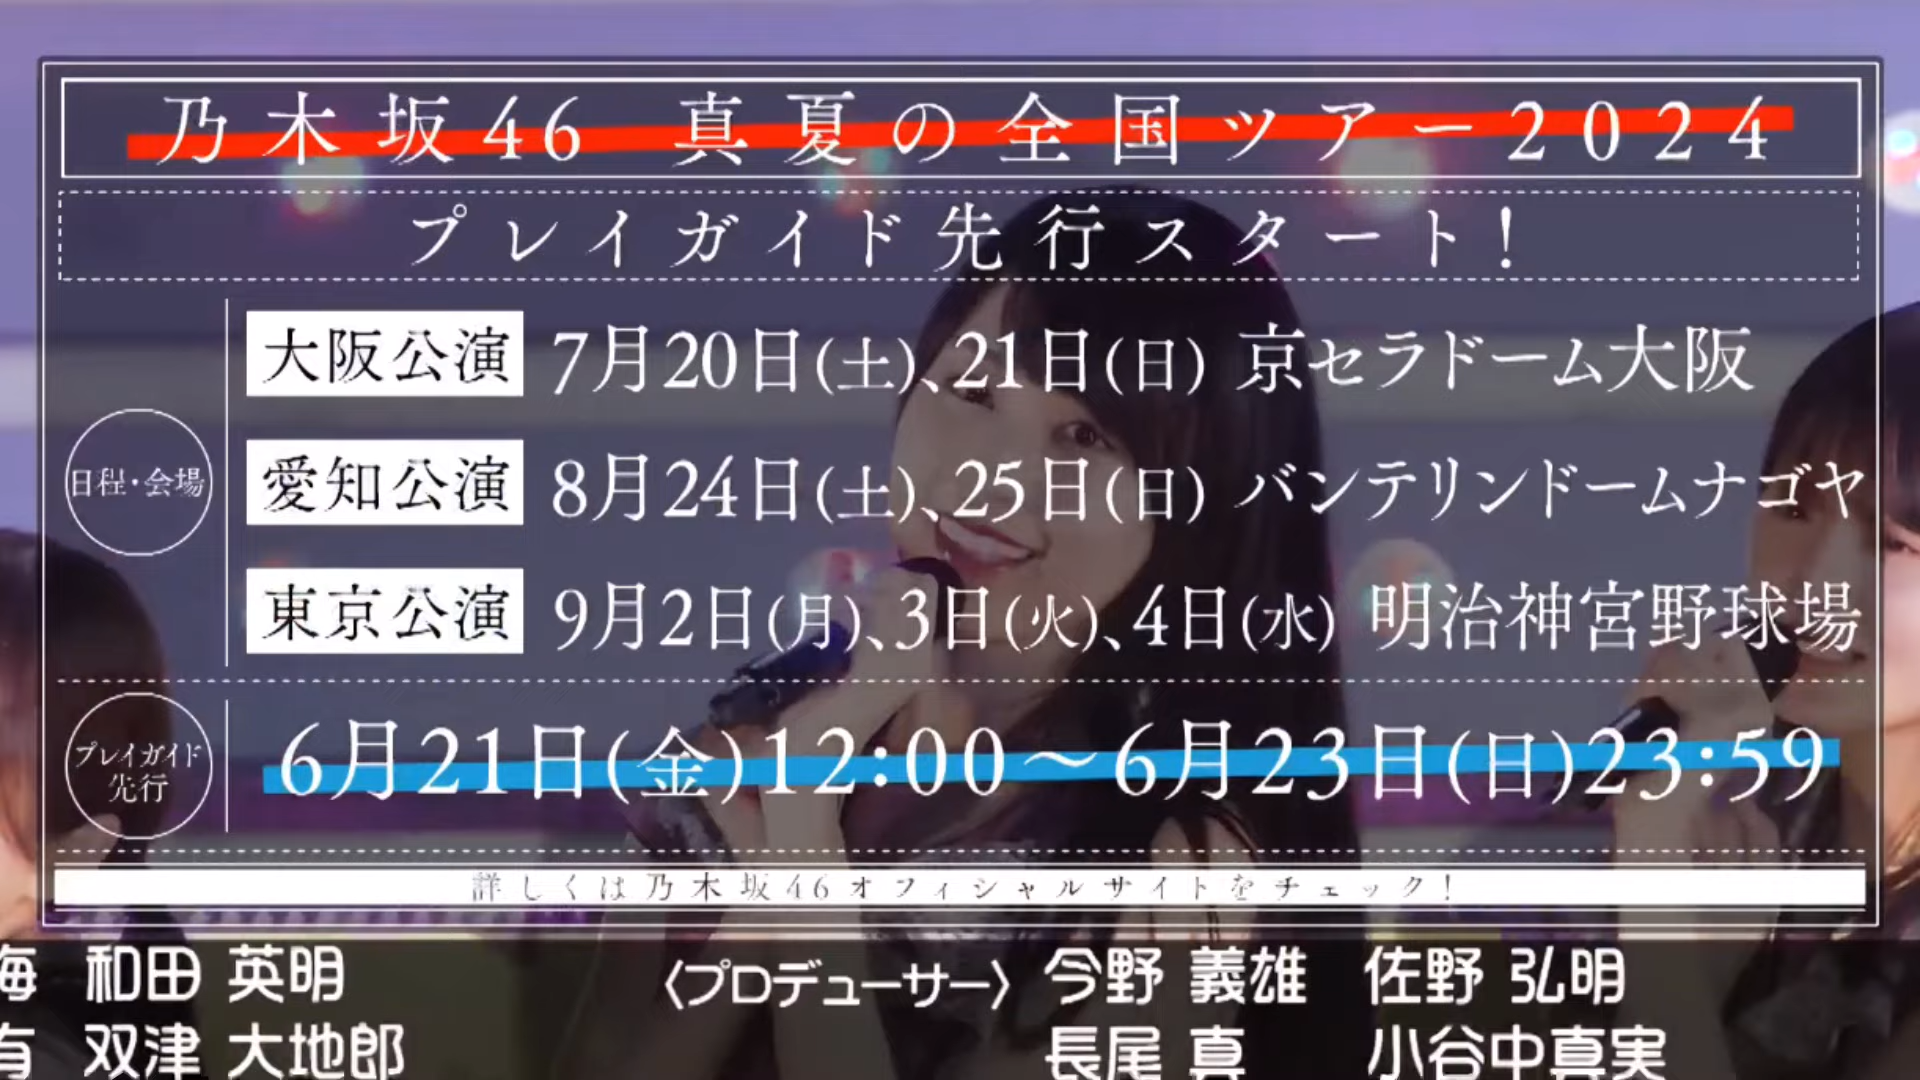 乃木坂46 真夏の全国ツアー2024
プレイガイド先行スタート!
日程・会場
大阪公演 7月20日(土)、21日(日) 京セラドーム大阪
愛知公演 8月24日(土)、25日(日) バンテリンドームナゴヤ
東京公演 9月2日(月)、3日(火)、4日(水) 明治神宮野球場
プレイガイド
先行
6月21日(金)12:00～6月23日(日)23:59
詳しくは乃木坂46オフィシャルサイトをチェック!
海 和田 英明 〈プロデューサー〉 今野 義雄 佐野 弘明
有 双津 大地郎 長尾 真 小谷中真実